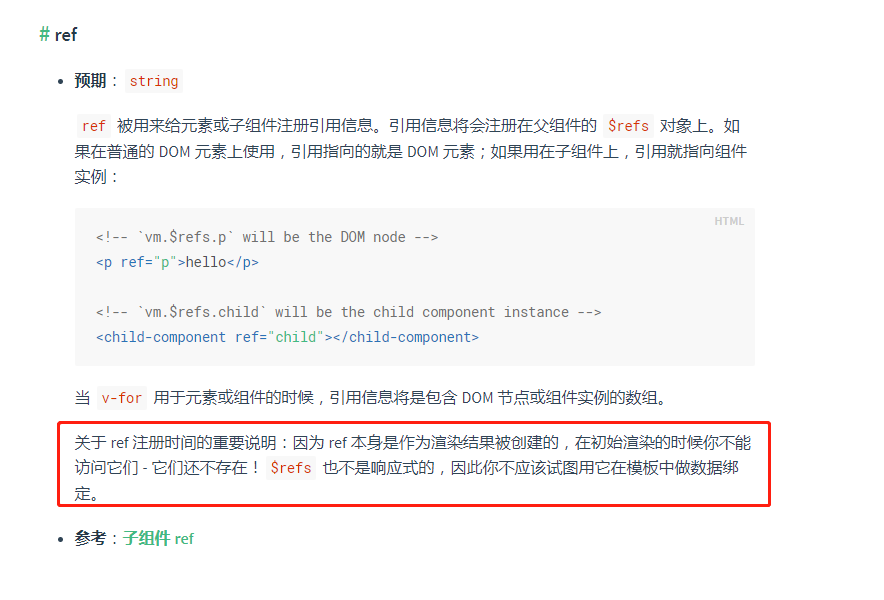 # ref
• 预期： string
ref 被用来给元素或子组件注册引用信息。引用信息将会注册在父组件的 $refs 对象上。如
果在普通的 DOM 元素上使用，引用指向的就是 DOM 元素；如果用在子组件上，引用就指向组件
实例：
HTML
<!-- `vm.$refs.p` will be the DOM node -->
<p ref="p">hello</p>
<!-- `vm.$refs.child` will be the child component instance -->
<child-component ref="child"></child-component>
当 v-for 用于元素或组件的时候，引用信息将是包含 DOM 节点或组件实例的数组。
关于 ref 注册时间的重要说明：因为 ref 本身是作为渲染结果被创建的，在初始渲染的时候你不能
访问它们 - 它们还不存在！ $refs 也不是响应式的，因此你不应该试图用它在模板中做数据绑
定。
• 参考：子组件 ref